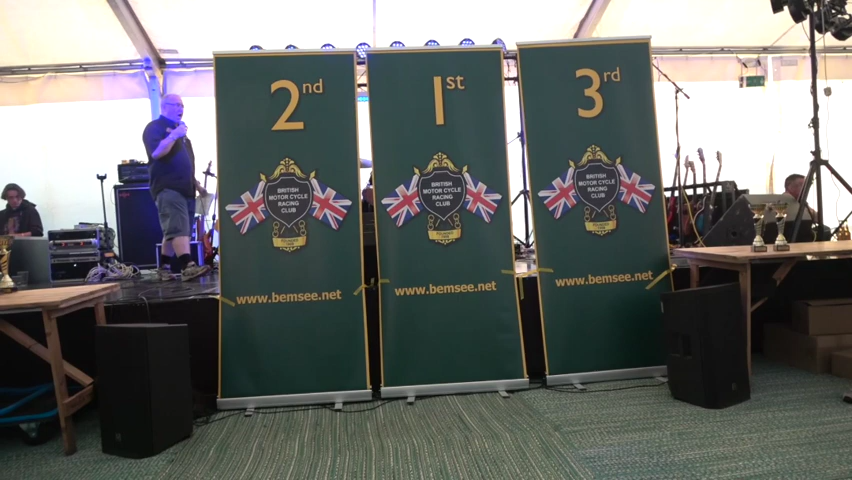 2nd
BRITISH
MOTOR CYCLE
RACING
CLUB
www.bemsee.net
1st
BRITISH
MOTOR CYCLE
RACING
CLUB
www.bemsee.net
3rd
BRITISH
MOTOR CYCLE
RACING
CLUB
www.bemsee.net